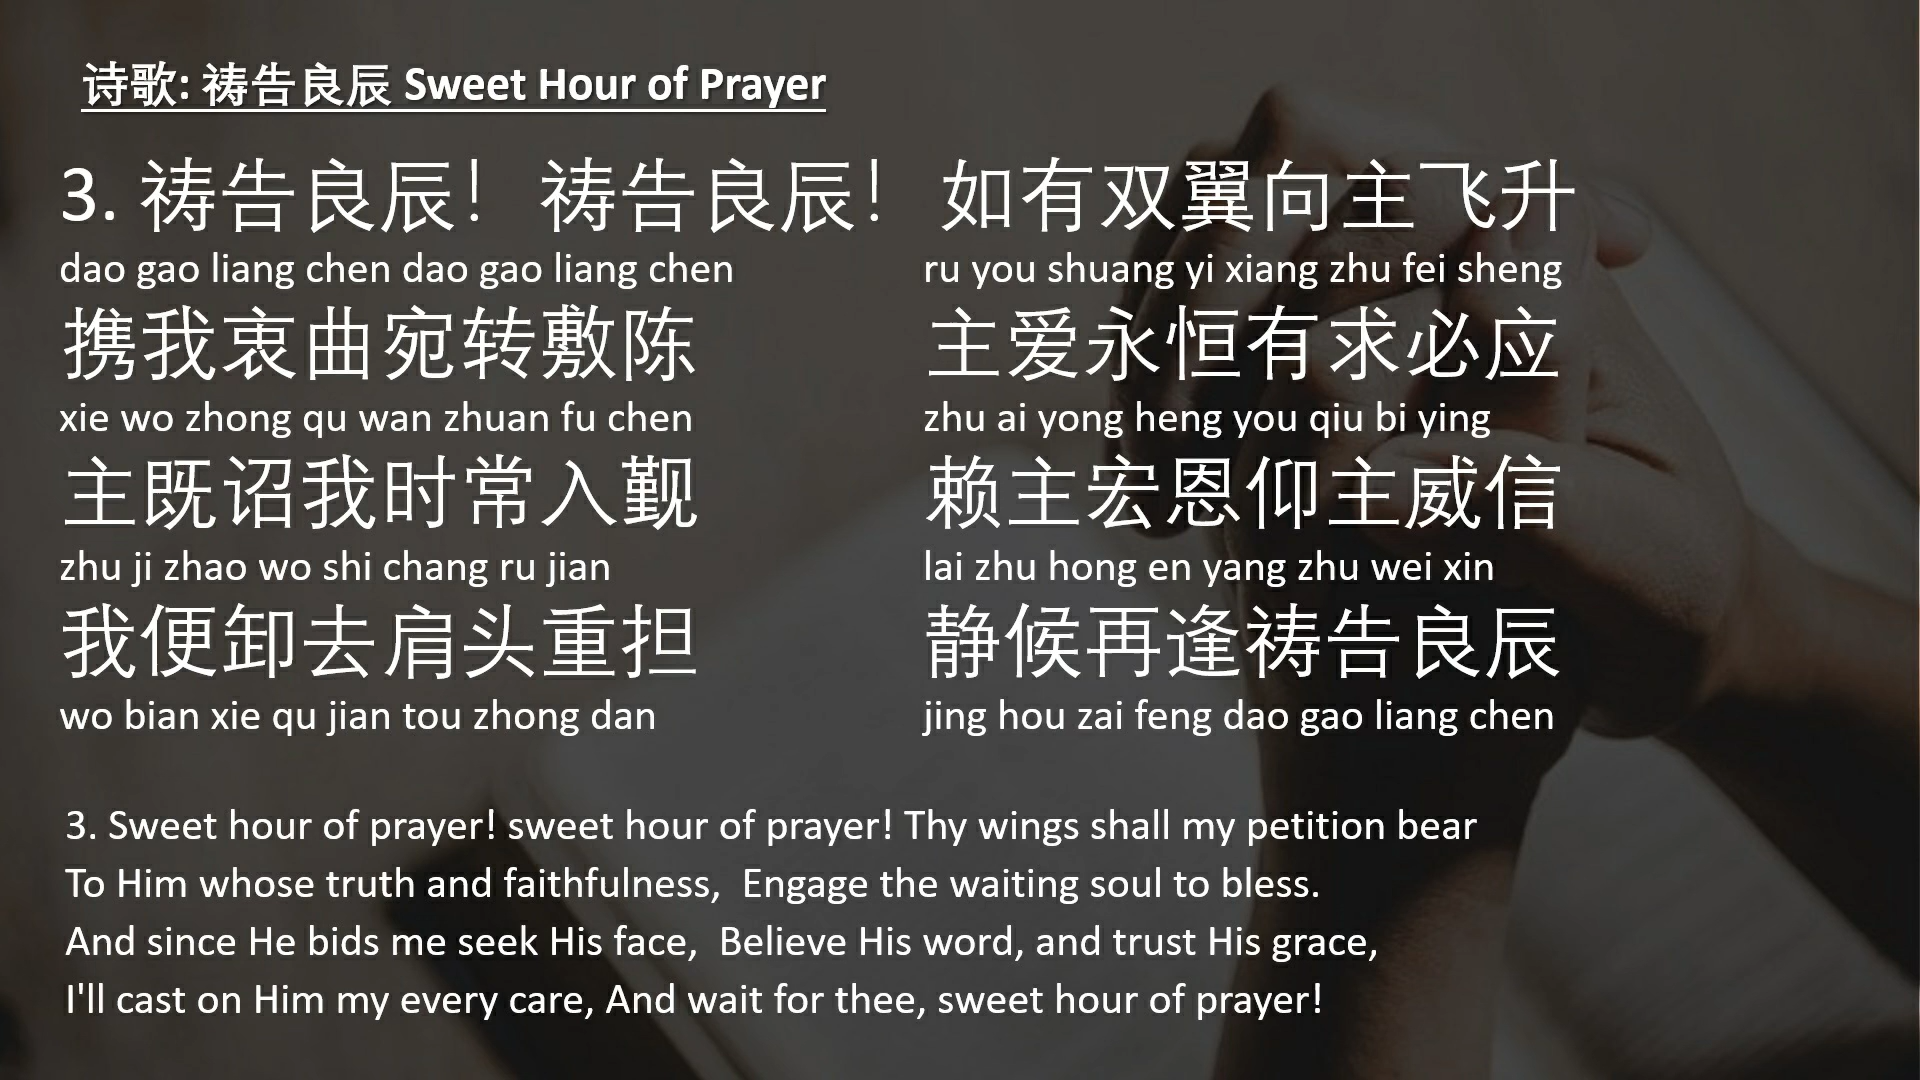 诗歌: 祷告良辰 Sweet Hour of Prayer
3. 祷告良辰！ 祷告良辰！ 如有双翼向主飞升
dao gao liang chen dao gao liang chen ru you shuang yi xiang zhu fei sheng
携我衷曲宛转敷陈 主爱永恒有求必应
xie wo zhong qu wan zhuan fu chen zhu ai yong heng you qiu bi ying
主既诏我时常入觐 赖主宏恩仰主威信
zhu ji zhao wo shi chang ru jian lai zhu hong en yang zhu wei xin
我便卸去肩头重担 静候再逢祷告良辰
wo bian xie qu jian tou zhong dan jing hou zai feng dao gao liang chen
3. Sweet hour of prayer! sweet hour of prayer! Thy wings shall my petition bear
To Him whose truth and faithfulness,  Engage the waiting soul to bless.
And since He bids me seek His face,  Believe His word, and trust His grace,
I'll cast on Him my every care, And wait for thee, sweet hour of prayer!